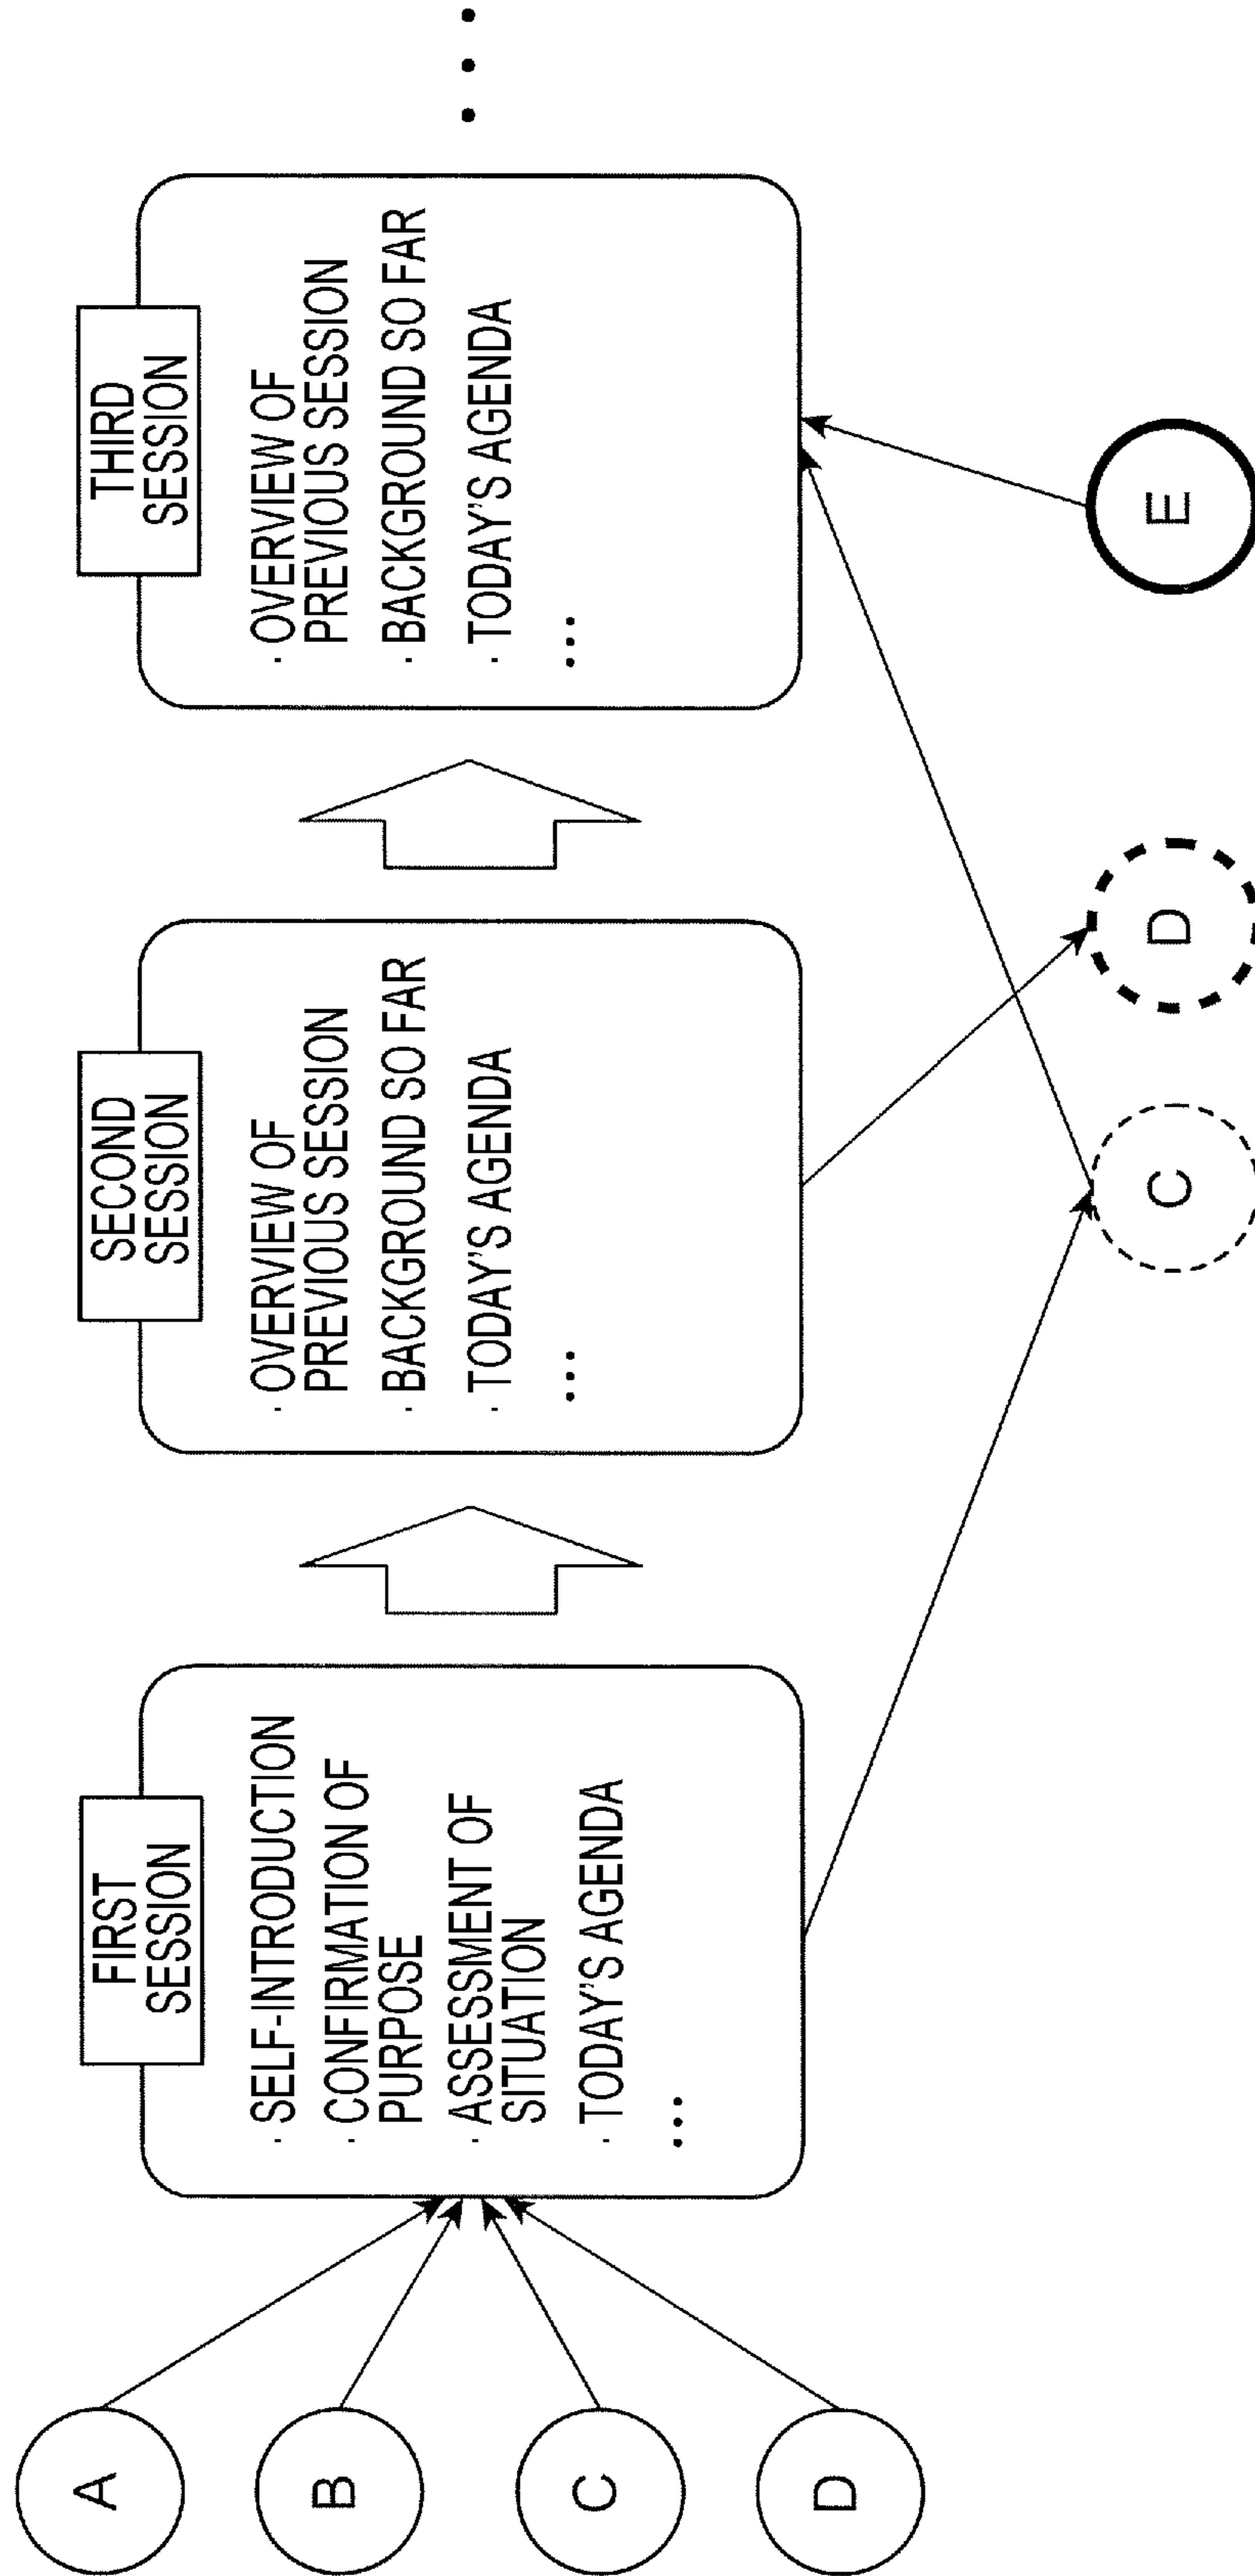 A
B
C
D
FIRST
SESSION
· SELF-INTRODUCTION
· CONFIRMATION OF
PURPOSE
· ASSESSMENT OF
SITUATION
· TODAY'S AGENDA
...
SECOND
SESSION
· OVERVIEW OF
PREVIOUS SESSION
· BACKGROUND SO FAR
· TODAY'S AGENDA
...
THIRD
SESSION
· OVERVIEW OF
PREVIOUS SESSION
· BACKGROUND SO FAR
· TODAY'S AGENDA
...
...
C
D
E